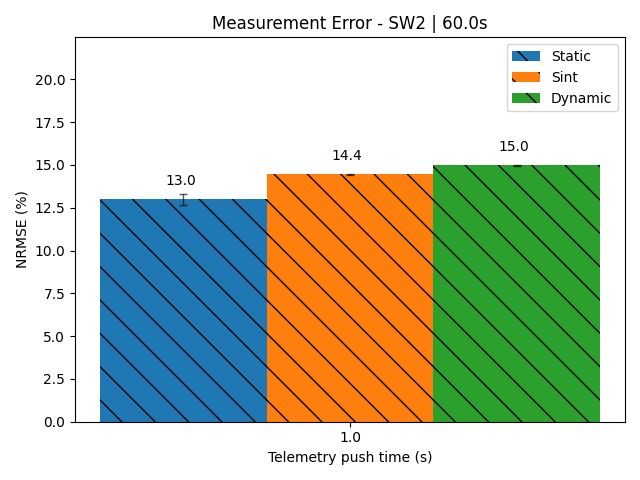 Measurement Error - SW2 | 60.0s
Static
Sint
Dynamic
20.0
17.5
15.0
12.5
10.0
7.5
5.0
2.5
0.0
NRMSE (%)
13.0
14.4
15.0
1.0
Telemetry push time (s)